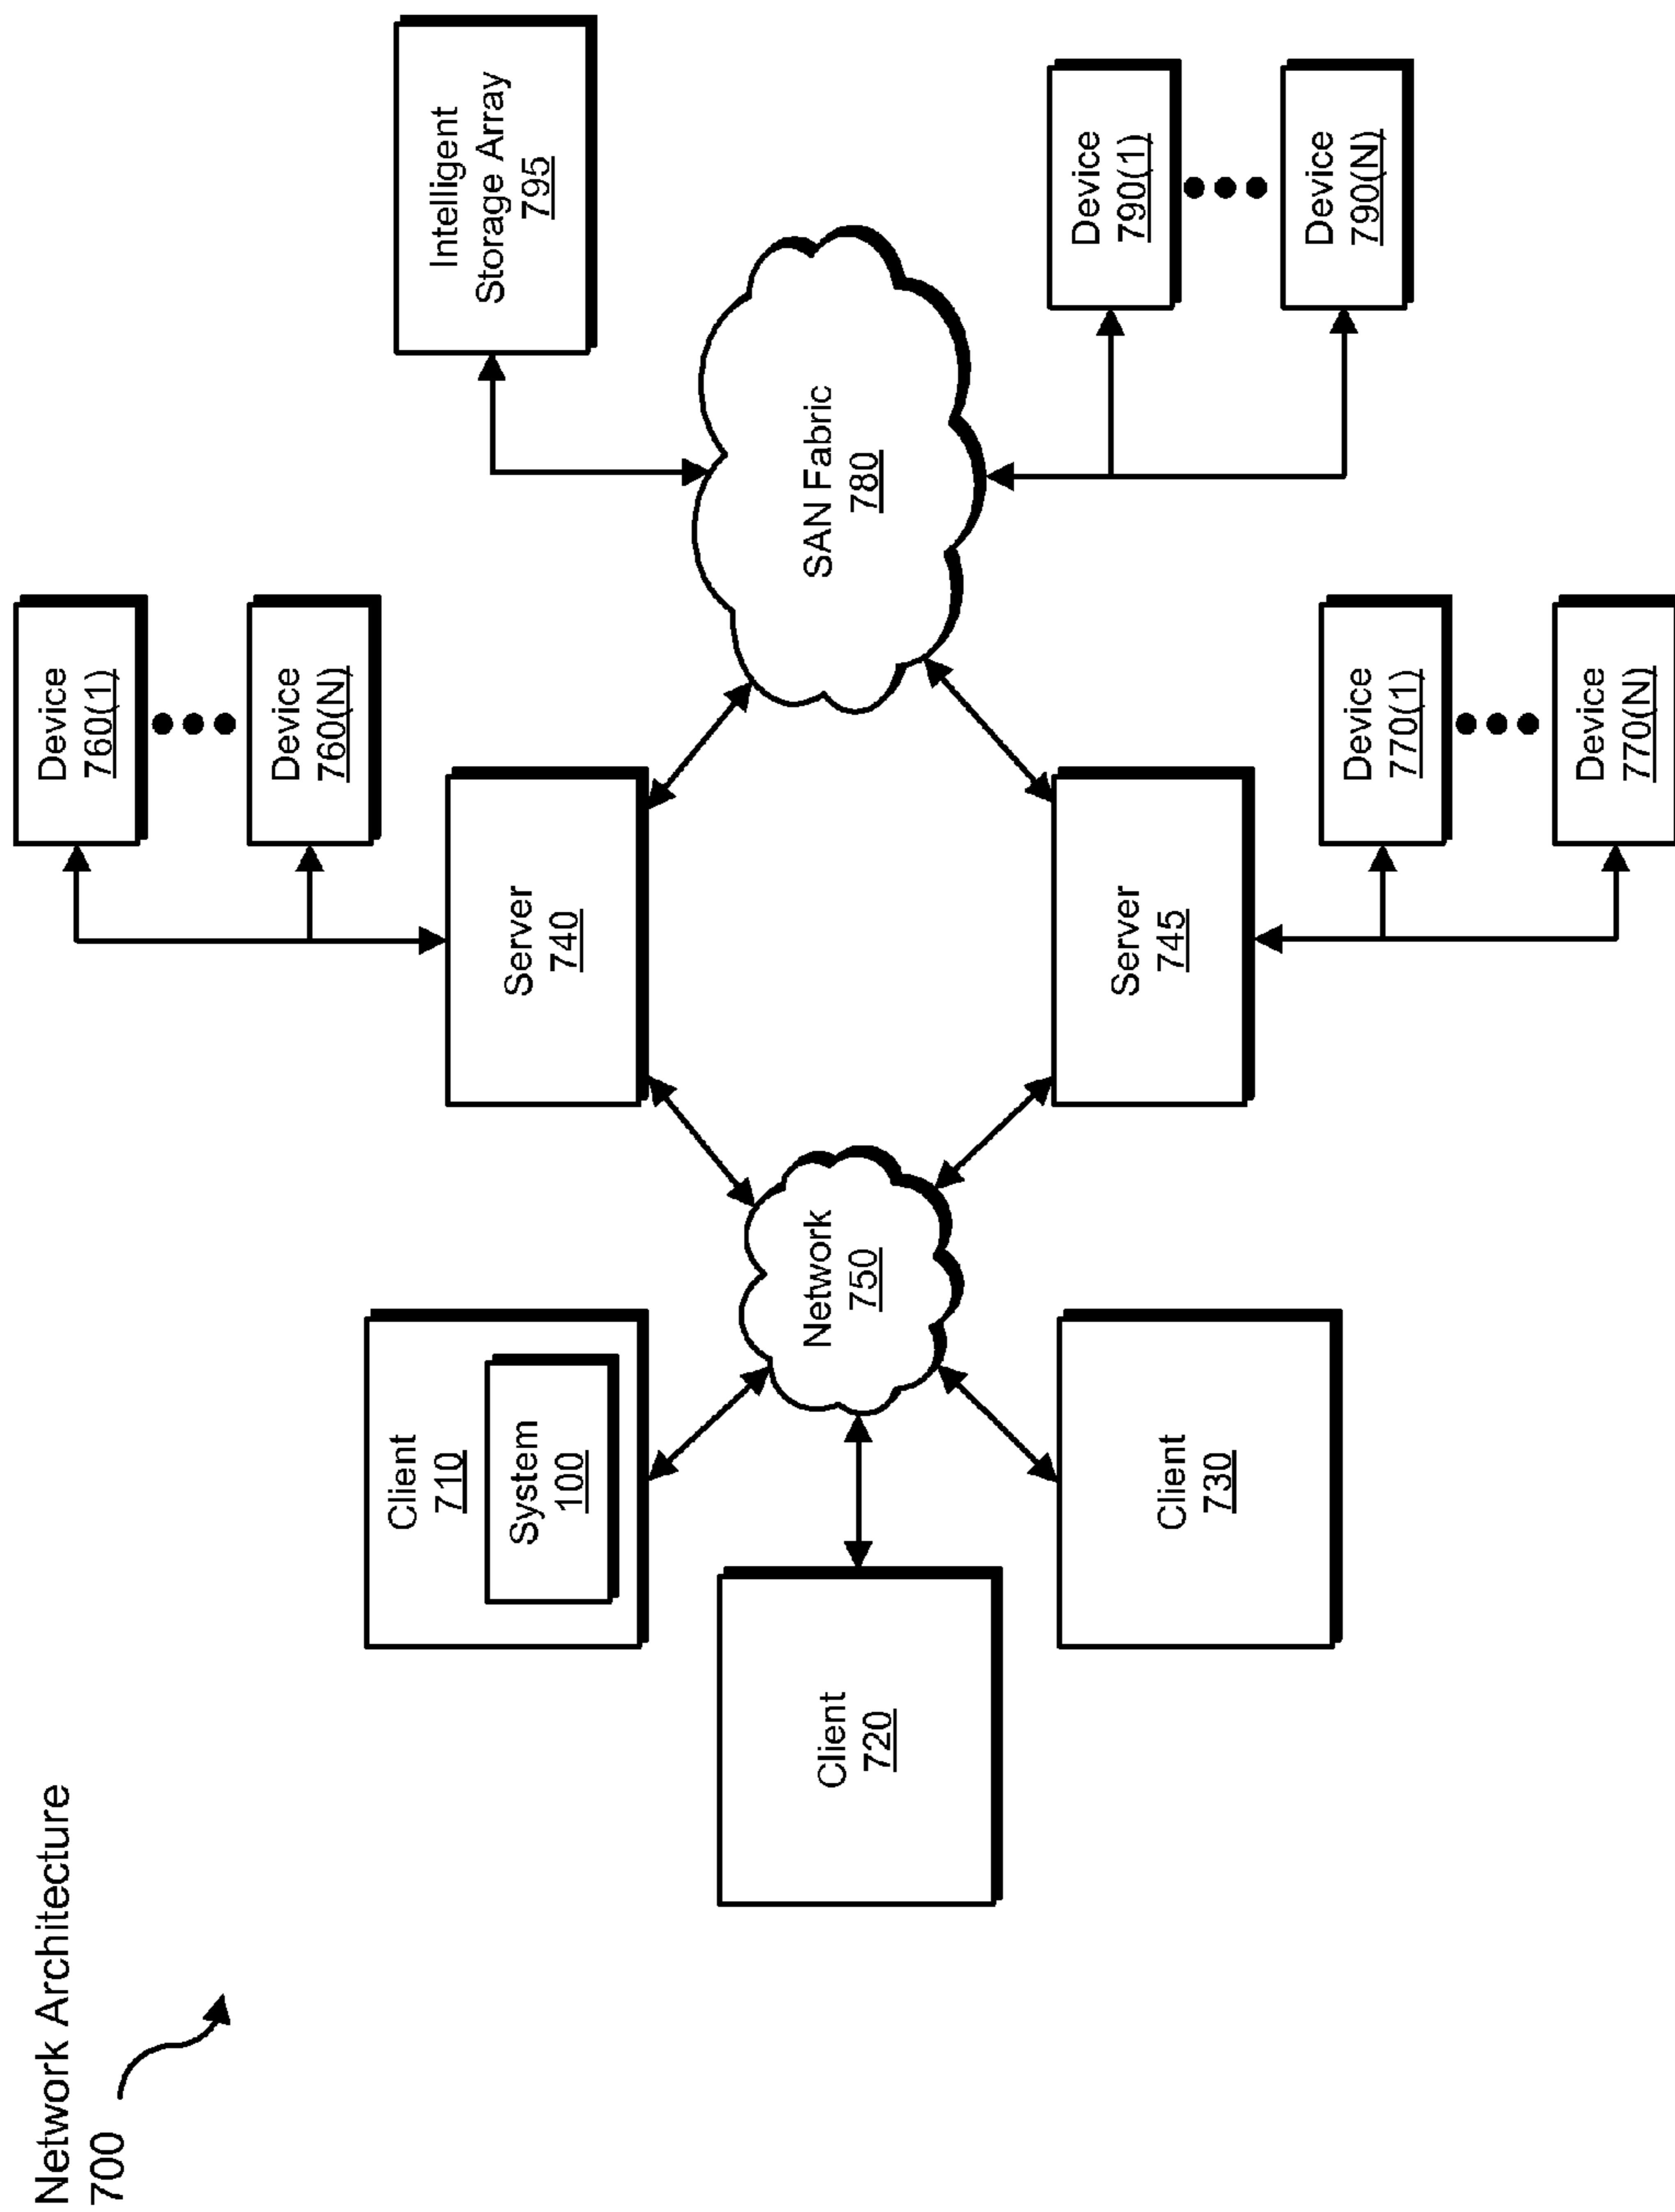 Network Architecture
700
Device
760(1)
Device
760(N)
Intelligent
Storage Array
795
Client
710
System
100
Server
740
Client
720
Network
750
SAN Fabric
780
Client
730
Server
745
Device
790(1)
Device
790(N)
Device
770(1)
Device
770(N)